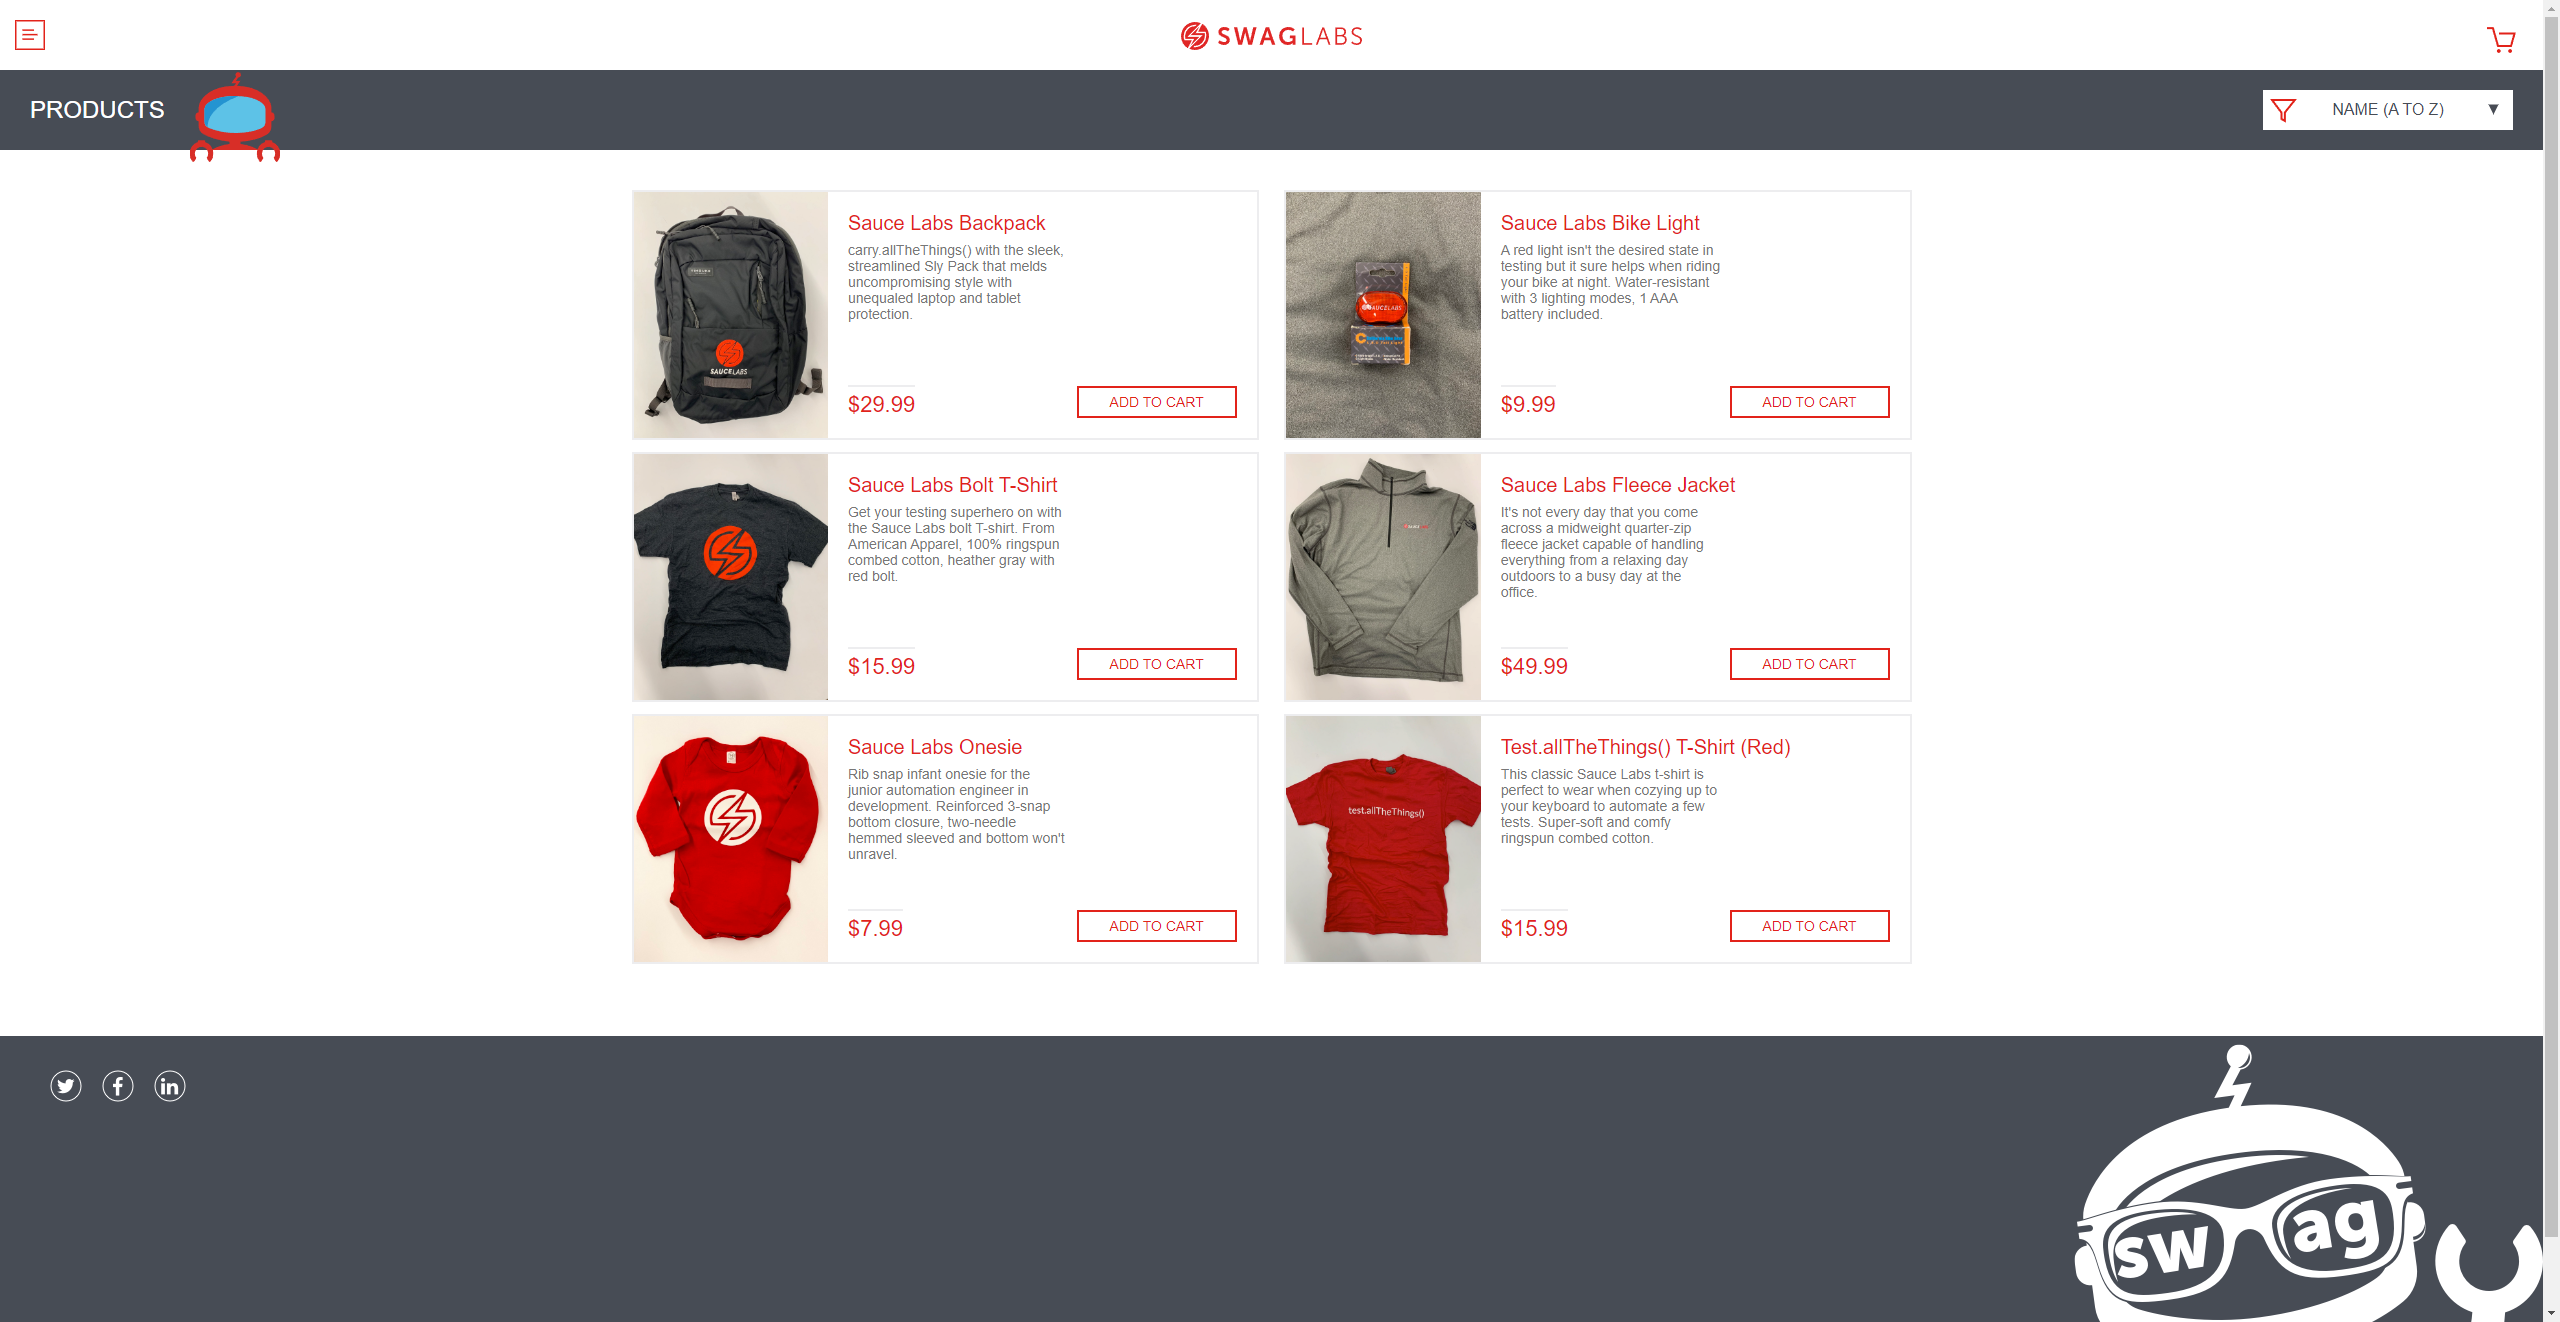 SWAGLABS
PRODUCTS
NAME (A TO Z)
Sauce Labs Backpack
carry.allTheThings() with the sleek,
streamlined Sly Pack that melds
uncompromising style with
unequaled laptop and tablet
protection.
SAUCELABS
$29.99
ADD TO CART
Sauce Labs Bike Light
A red light isn't the desired state in
testing but it sure helps when riding
your bike at night. Water-resistant
with 3 lighting modes, 1 AAA
battery included.
SAUCELABS
$9.99
ADD TO CART
Sauce Labs Bolt T-Shirt
Get your testing superhero on with
the Sauce Labs bolt T-shirt. From
American Apparel, 100% ringspun
combed cotton, heather gray with
red bolt.
$15.99
ADD TO CART
Sauce Labs Fleece Jacket
It's not every day that you come
across a midweight quarter-zip
fleece jacket capable of handling
everything from a relaxing day
outdoors to a busy day at the
office.
$49.99
ADD TO CART
Sauce Labs Onesie
Rib snap infant onesie for the
junior automation engineer in
development. Reinforced 3-snap
bottom closure, two-needle
hemmed sleeved and bottom won't
unravel.
$7.99
ADD TO CART
Test.allTheThings() T-Shirt (Red)
This classic Sauce Labs t-shirt is
perfect to wear when cozying up to
your keyboard to automate a few
tests. Super-soft and comfy
ringspun combed cotton.
test.allTheThings()
$15.99
ADD TO CART
swag